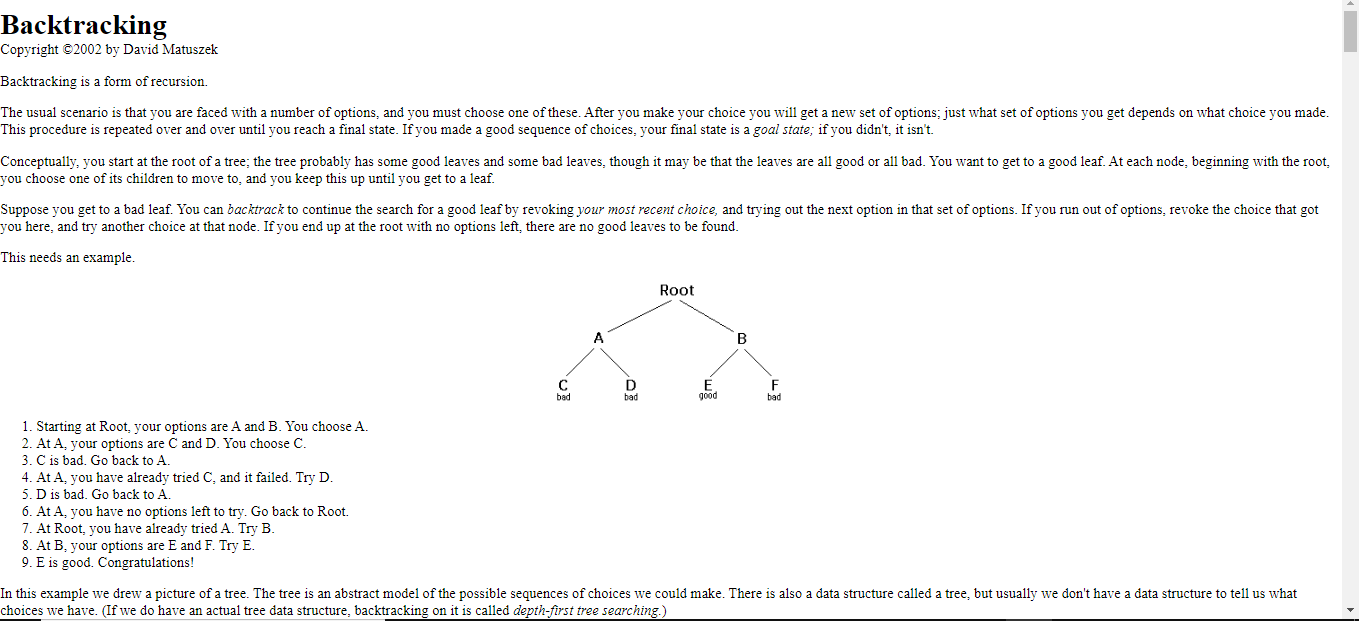 Backtracking
Copyright ©2002 by David Matuszek
Backtracking is a form of recursion.
The usual scenario is that you are faced with a number of options, and you must choose one of these. After you make your choice you will get a new set of options; just what set of options you get depends on what choice you made.
This procedure is repeated over and over until you reach a final state. If you made a good sequence of choices, your final state is a goal state; if you didn't, it isn't.
Conceptually, you start at the root of a tree; the tree probably has some good leaves and some bad leaves, though it may be that the leaves are all good or all bad. You want to get to a good leaf. At each node, beginning with the root,
you choose one of its children to move to, and you keep this up until you get to a leaf.
Suppose you get to a bad leaf. You can backtrack to continue the search for a good leaf by revoking your most recent choice, and trying out the next option in that set of options. If you run out of options, revoke the choice that got
you here, and try another choice at that node. If you end up at the root with no options left, there are no good leaves to be found.
This needs an example.
Root
A B
C D E F
bad bad good bad
1. Starting at Root, your options are A and B. You choose A.
2. At A, your options are C and D. You choose C.
3. C is bad. Go back to A.
4. At A, you have already tried C, and it failed. Try D.
5. D is bad. Go back to A.
6. At A, you have no options left to try. Go back to Root.
7. At Root, you have already tried A. Try B.
8. At B, your options are E and F. Try E.
9. E is good. Congratulations!
In this example we drew a picture of a tree. The tree is an abstract model of the possible sequences of choices we could make. There is also a data structure called a tree, but usually we don't have a data structure to tell us what
choices we have. (If we do have an actual tree data structure, backtracking on it is called depth-first tree searching.)